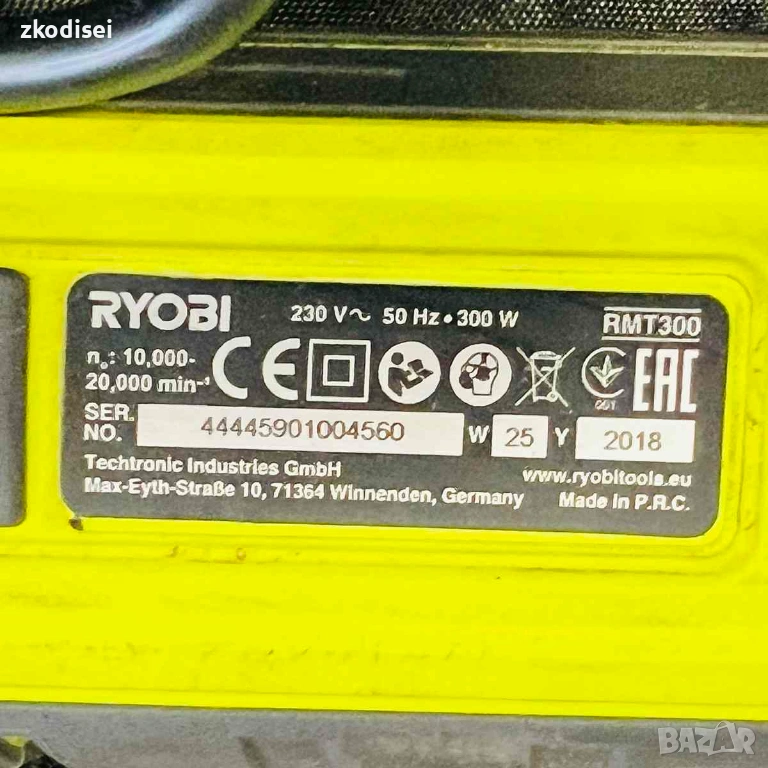 zkodisei
RYOBI 230 V~ 50 Hz • 300 W RMT300
n₀: 10,000-
20,000 min-¹ CE EAC
SER.
NO. 44445901004560 W 25 Y 2018
Techtronic Industries GmbH www.ryobitools.eu
Max-Eyth-Straße 10, 71364 Winnenden, Germany Made in P.R.C.
BAZAR